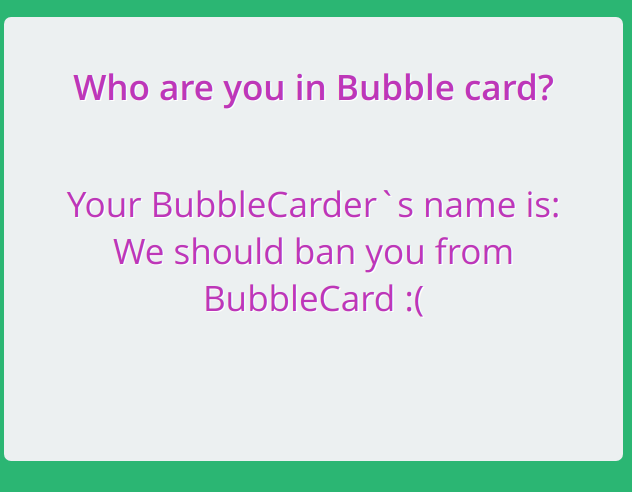 Who are you in Bubble card?
Your BubbleCarder`s name is:
We should ban you from
BubbleCard :(